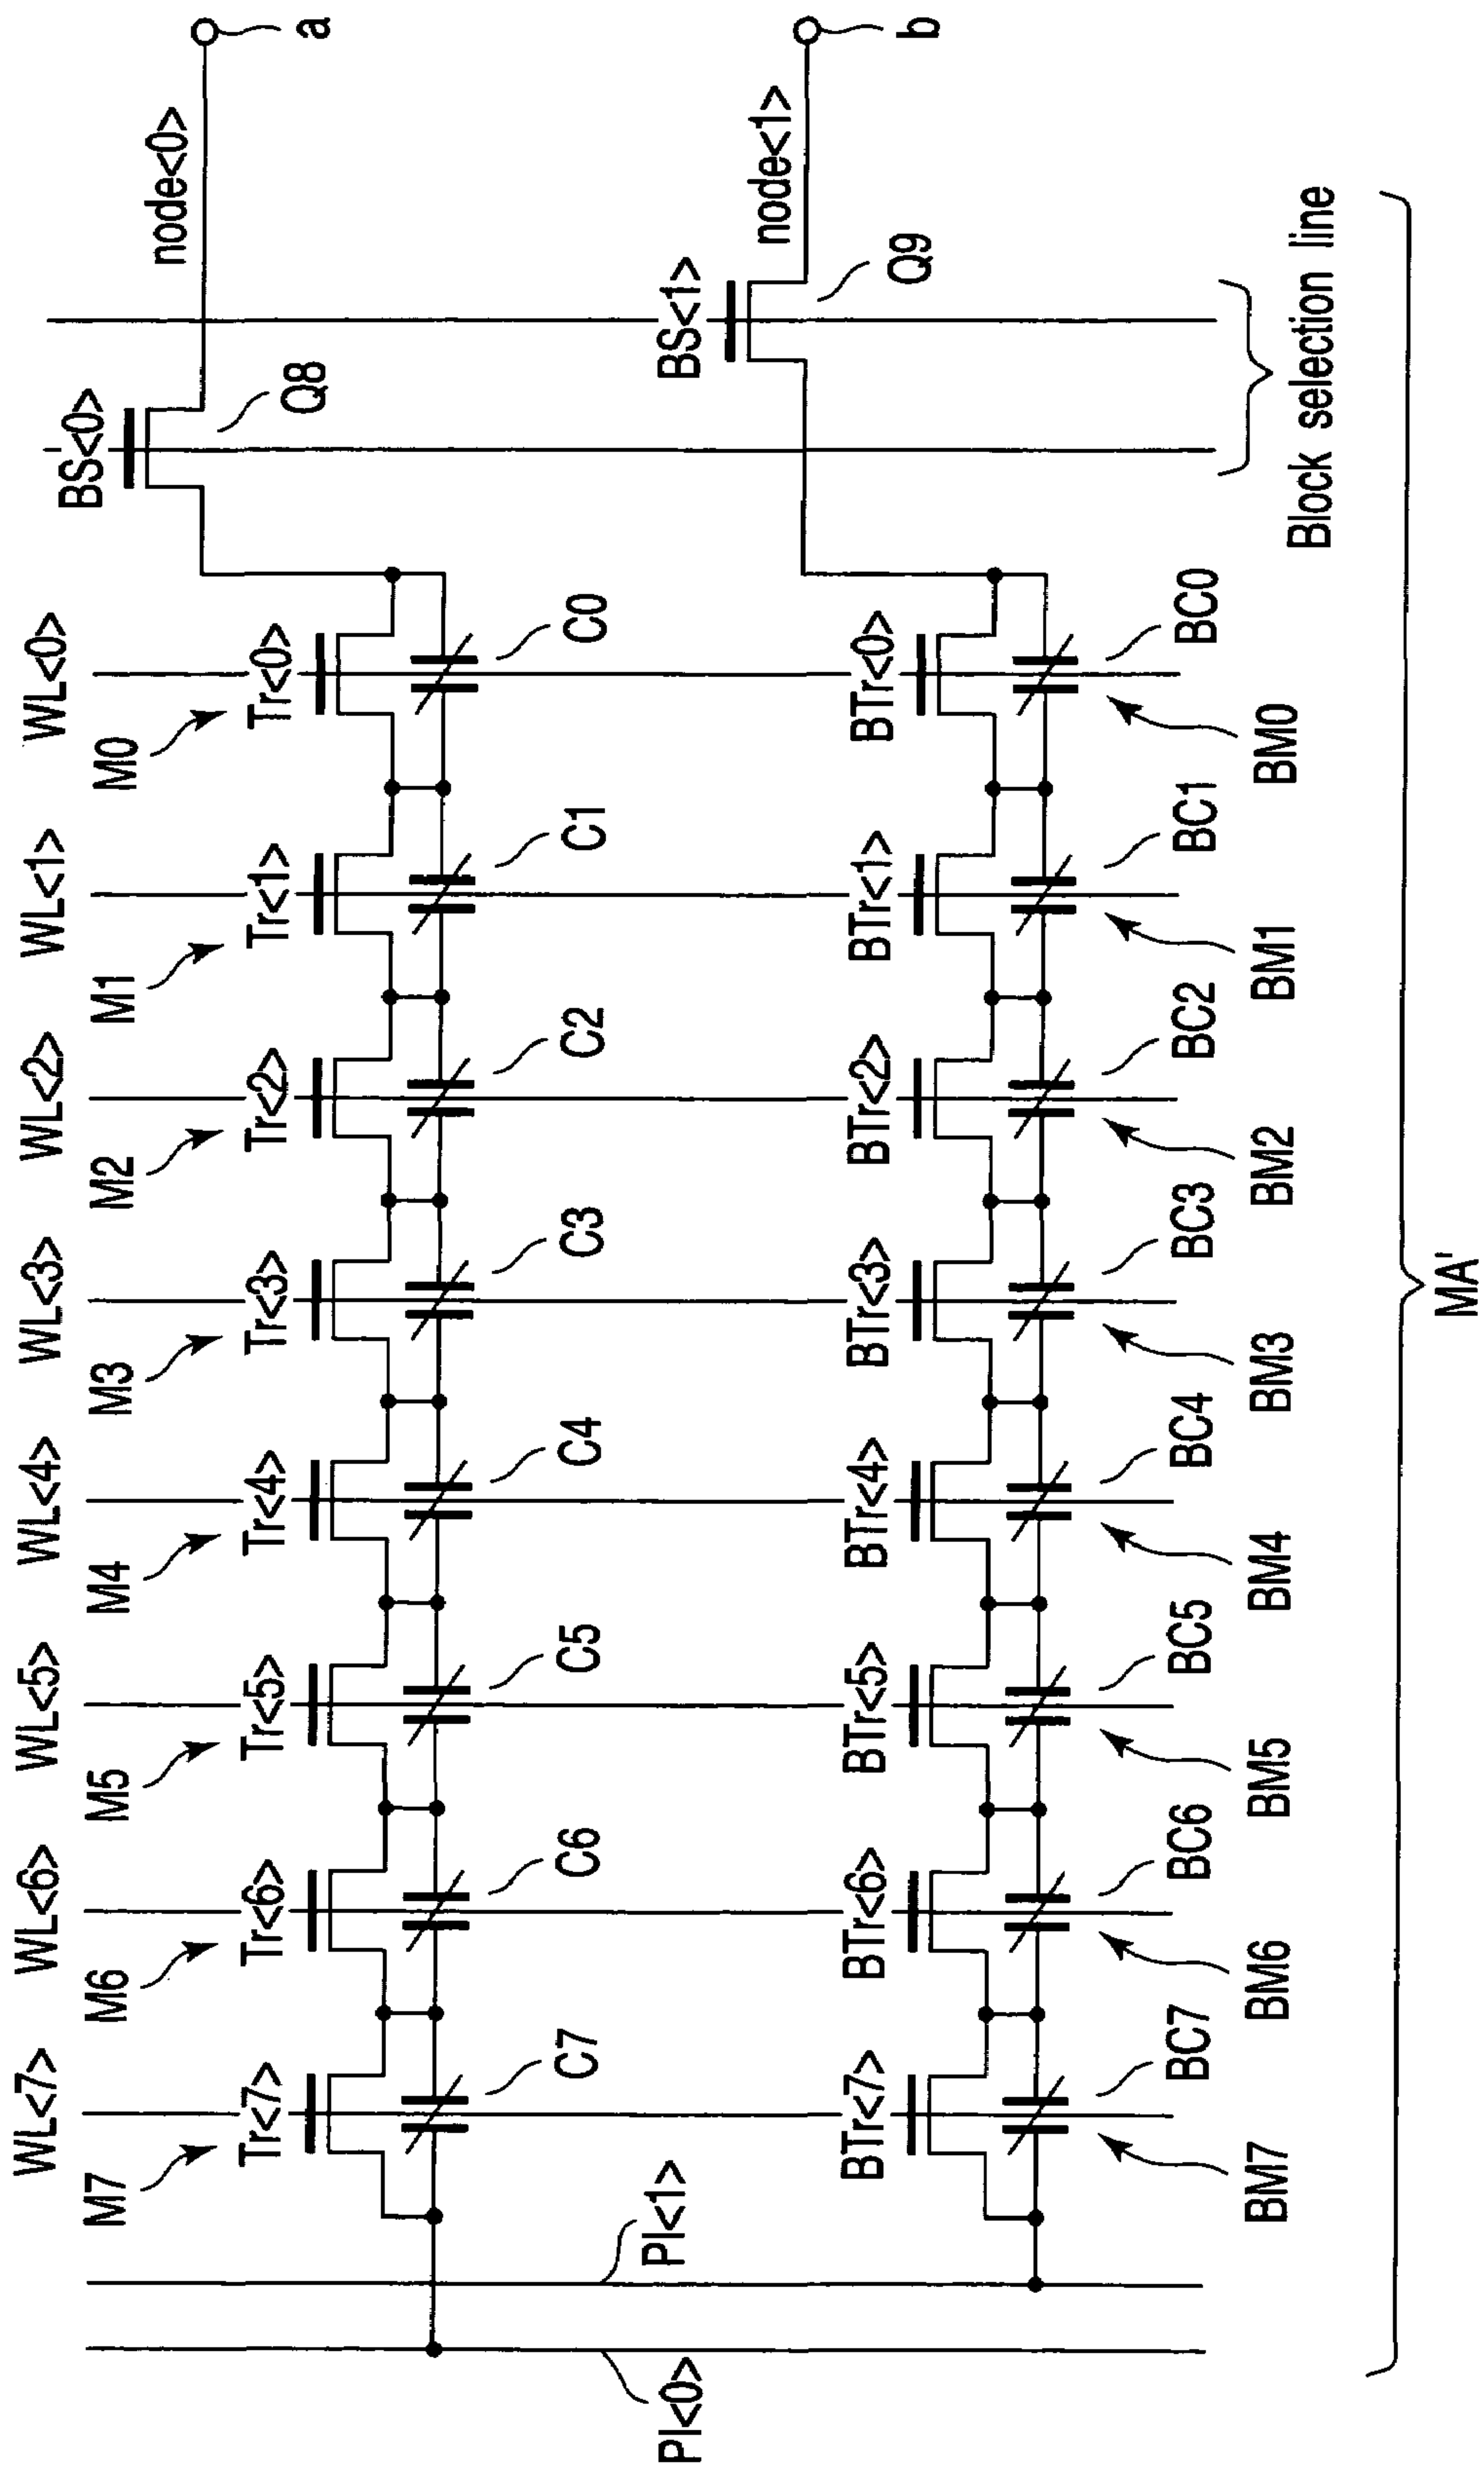 WL<7>
WL<6>
WL<5>
WL<4>
WL<3>
WL<2>
WL<1>
WL<0>
M7
M6
M5
M4
M3
M2
M1
M0
BS<0>
Tr<7>
Tr<6>
Tr<5>
Tr<4>
Tr<3>
Tr<2>
Tr<1>
Tr<0>
Q8
node<0>
a
C7
C6
C5
C4
C3
C2
C1
C0
Pl<0>
Pl<1>
BS<1>
node<1>
b
Q9
BTr<7>
BTr<6>
BTr<5>
BTr<4>
BTr<3>
BTr<2>
BTr<1>
BTr<0>
BC7
BC6
BC5
BC4
BC3
BC2
BC1
BC0
BM7
BM6
BM5
BM4
BM3
BM2
BM1
BM0
Block selection line
MA'